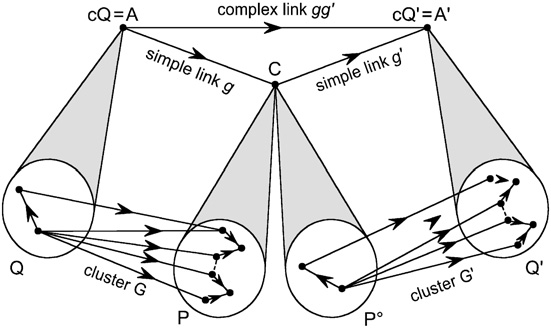 cQ = A
complex link gg'
cQ' = A'
simple link g
C
simple link g'
Q
cluster G
P
P°
cluster G'
Q'